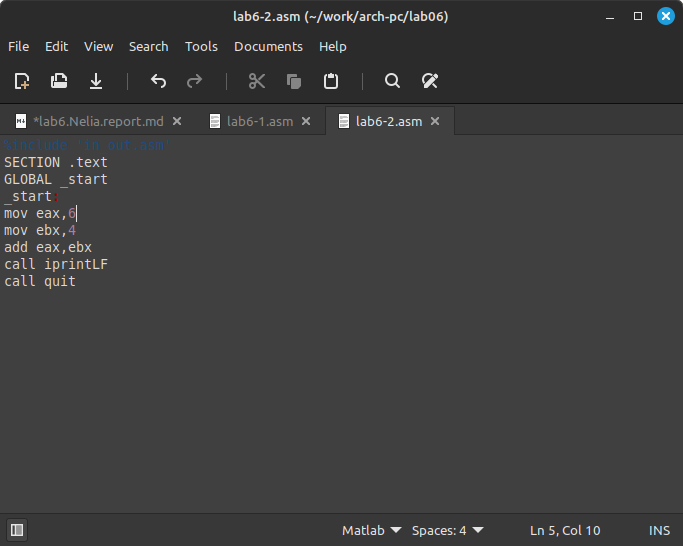 lab6-2.asm (~/work/arch-pc/lab06)
File Edit View Search Tools Documents Help
*lab6.Nelia.report.md lab6-1.asm lab6-2.asm
%include 'in_out.asm'
SECTION .text
GLOBAL _start
_start:
mov eax,6
mov ebx,4
add eax,ebx
call iprintLF
call quit
Matlab Spaces: 4 Ln 5, Col 10 INS